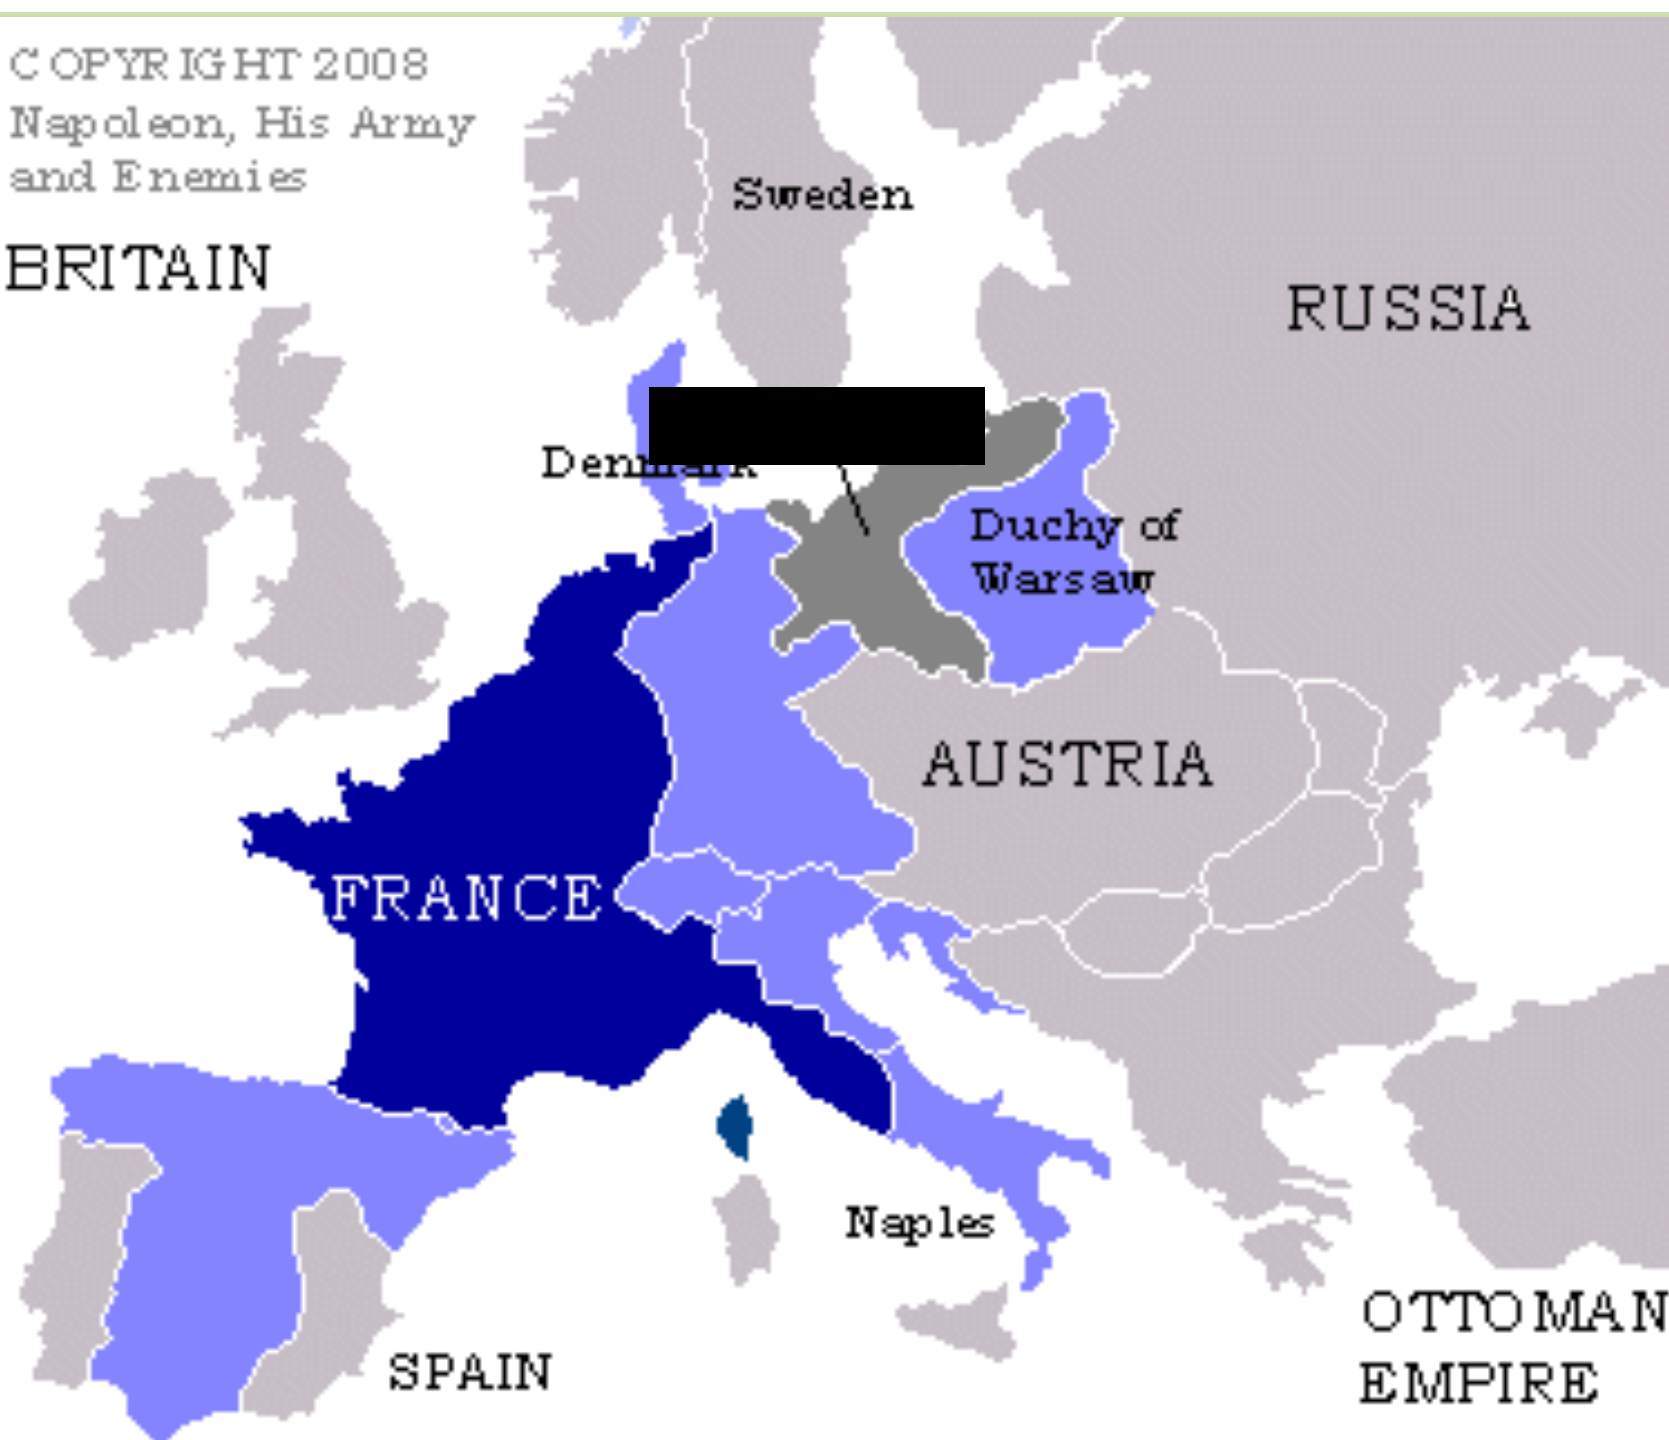 COPYRIGHT 2008
Napoleon, His Army
and Enemies
Sweden
BRITAIN
RUSSIA
Denmark
Duchy of
Warsaw
AUSTRIA
FRANCE
Naples
OTTOMAN
EMPIRE
SPAIN